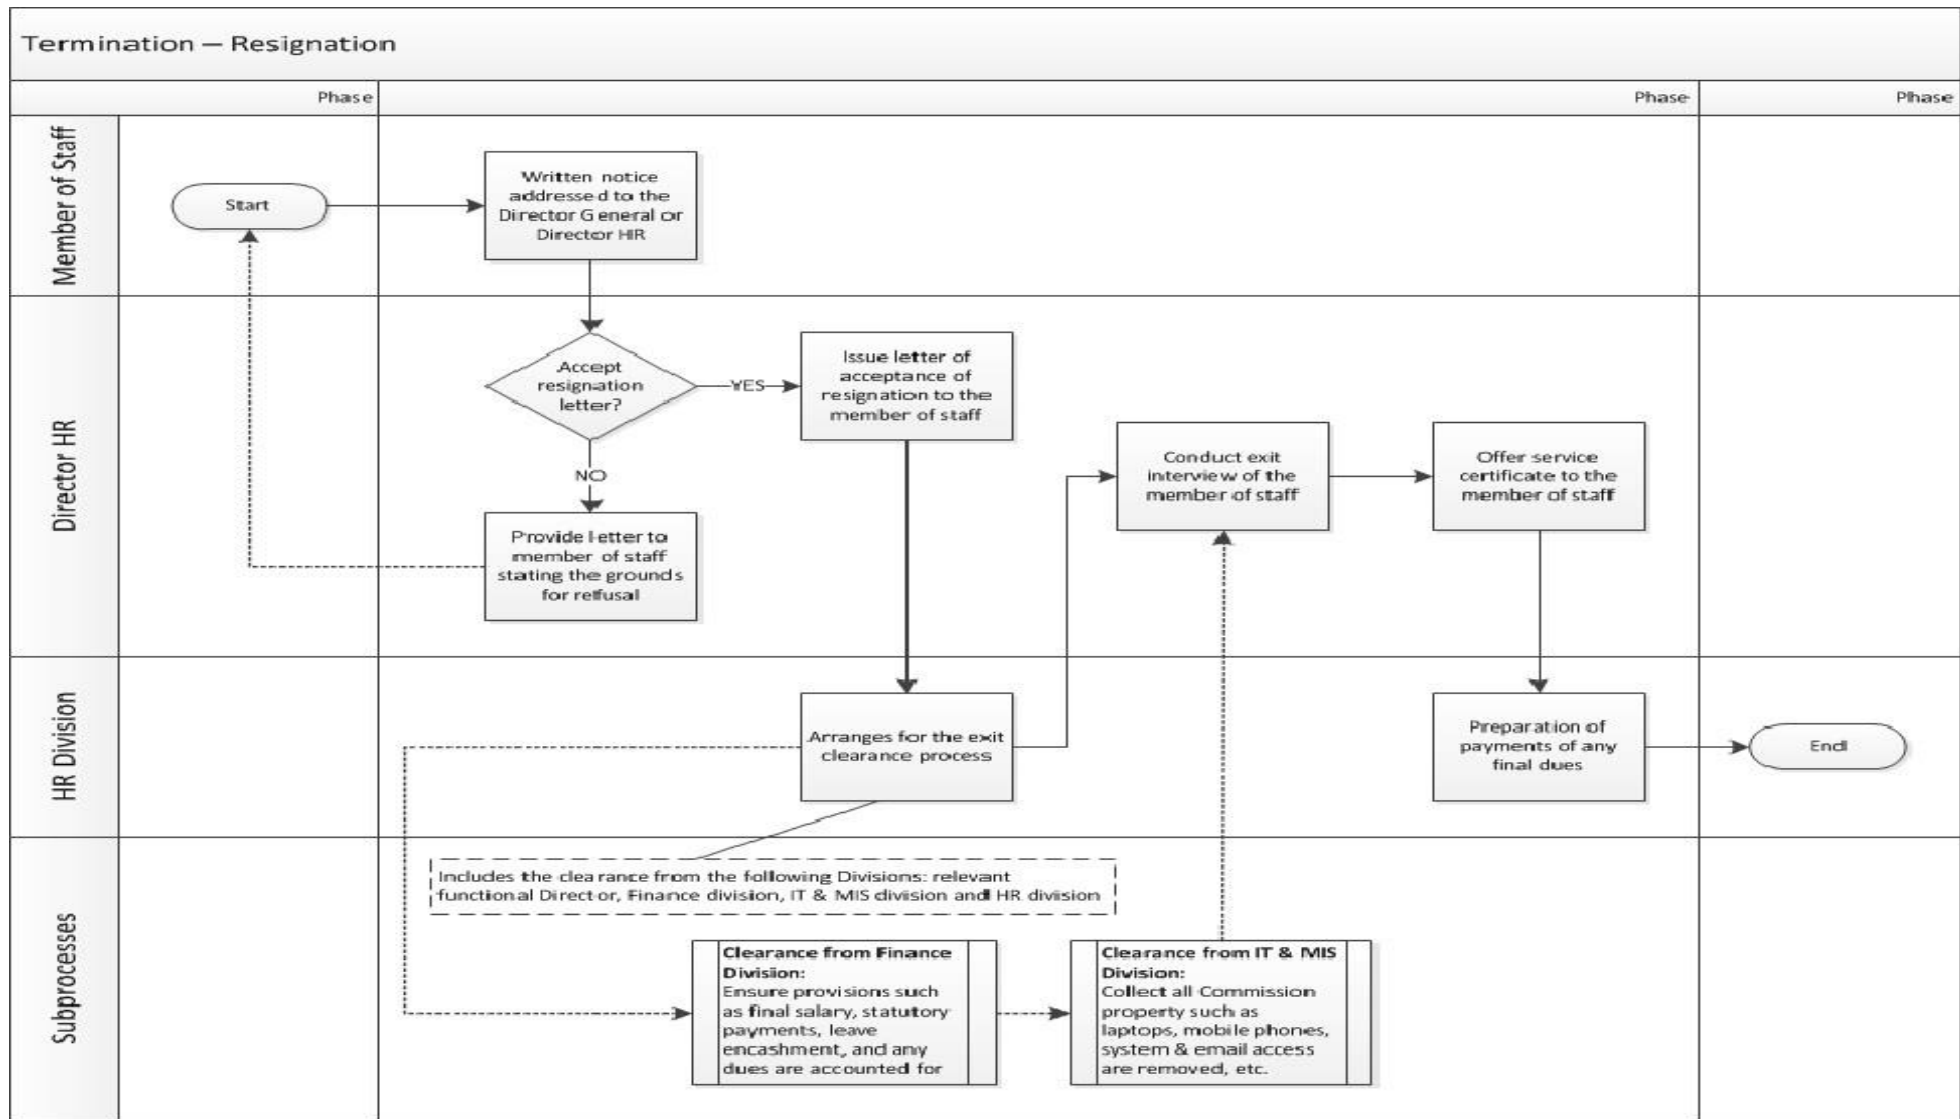 Termination – Resignation
Phase
Phase
Phase
Member of Staff
Start
Written notice
addressed to the
Director General or
Director HR
Director HR
Accept
resignation
letter?
YES
Issue letter of
acceptance of
resignation to the
member of staff
NO
Provide letter to
member of staff
stating the grounds
for refusal
Conduct exit
interview of the
member of staff
Offer service
certificate to the
member of staff
HR Division
Arranges for the exit
clearance process
Preparation of
payments of any
final dues
End
Subprocesses
Includes the clearance from the following Divisions: relevant
functional Director, Finance division, IT & MIS division and HR division
Clearance from Finance
Division:
Ensure provisions such
as final salary, statutory
payments, leave
encashment, and any
dues are accounted for
Clearance from IT & MIS
Division:
Collect all Commission
property such as
laptops, mobile phones,
system & email access
are removed, etc.